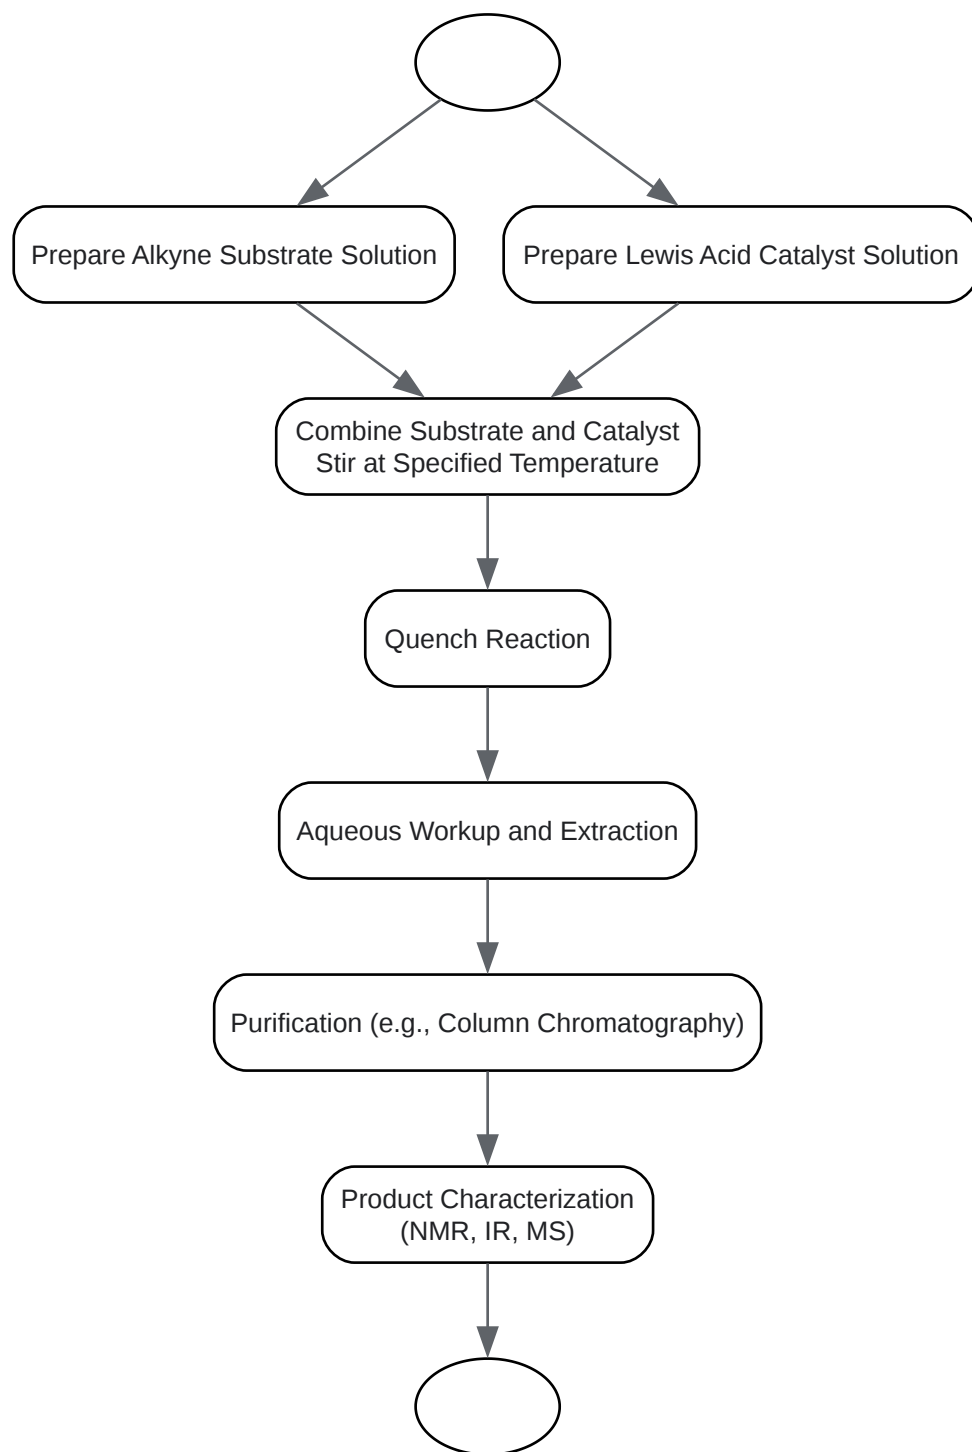 Prepare Alkyne Substrate Solution
Prepare Lewis Acid Catalyst Solution
Combine Substrate and Catalyst
Stir at Specified Temperature
Quench Reaction
Aqueous Workup and Extraction
Purification (e.g., Column Chromatography)
Product Characterization
(NMR, IR, MS)